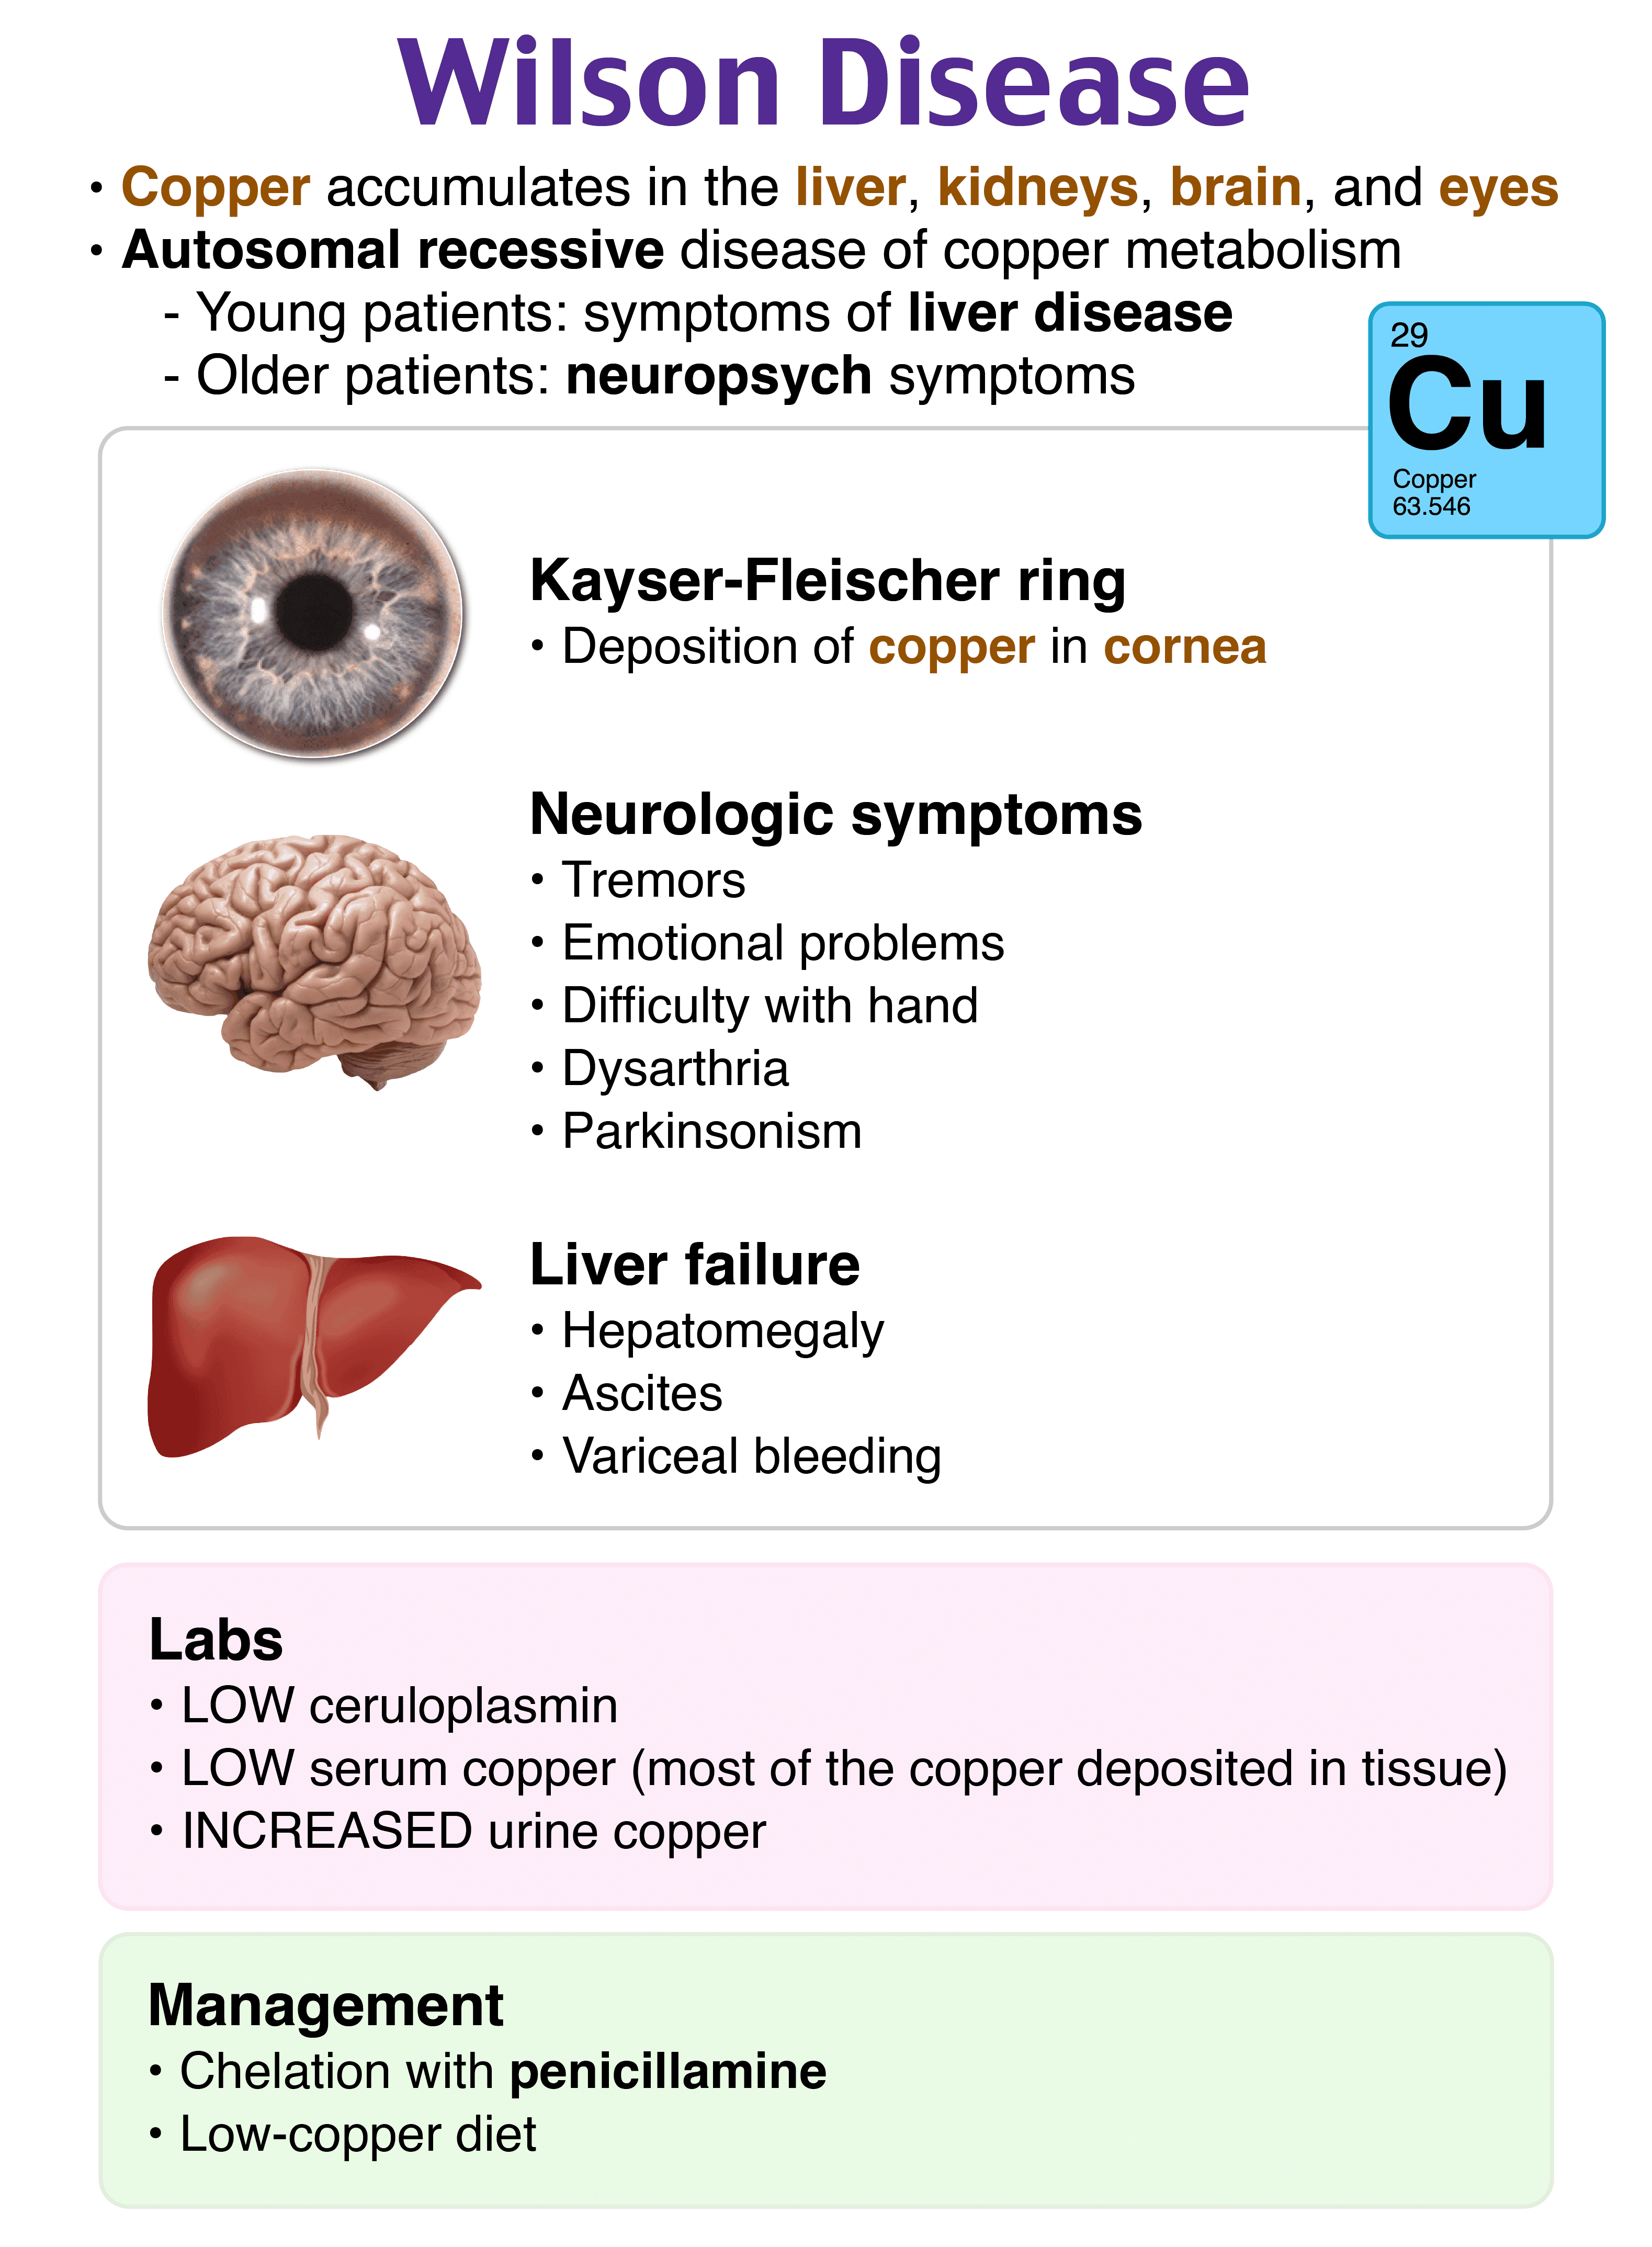 Wilson Disease
• Copper accumulates in the liver, kidneys, brain, and eyes
• Autosomal recessive disease of copper metabolism
- Young patients: symptoms of liver disease
- Older patients: neuropsych symptoms
29
Cu
Copper
63.546
Kayser-Fleischer ring
• Deposition of copper in cornea
Neurologic symptoms
• Tremors
• Emotional problems
• Difficulty with hand
• Dysarthria
• Parkinsonism
Liver failure
• Hepatomegaly
• Ascites
• Variceal bleeding
Labs
• LOW ceruloplasmin
• LOW serum copper (most of the copper deposited in tissue)
• INCREASED urine copper
Management
• Chelation with penicillamine
• Low-copper diet